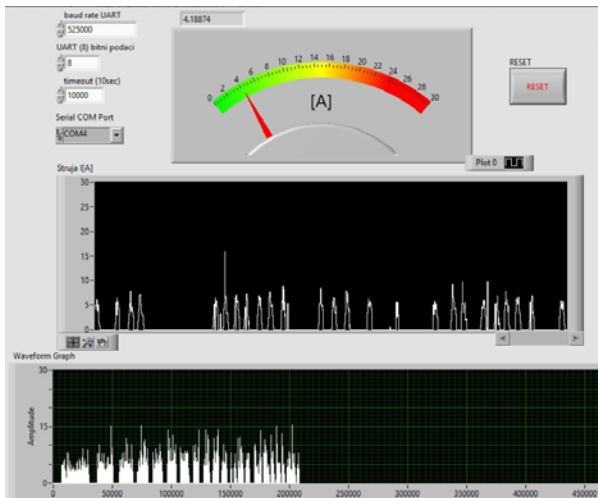 baud rate UART
525000
4.18874
UART (8) bitni podaci
8
timeout (10sec)
10000
Serial COM Port
COM4
0 2 4 6 8 10 12 14 16 18 20 22 24 26 28 30
[A]
RESET
RESET
Plot 0
Struja I[A]
30
25
20
15
10
5
0
Waveform Graph
Amplitude
30
15
0
0 50000 100000 150000 200000 250000 300000 350000 400000 450000